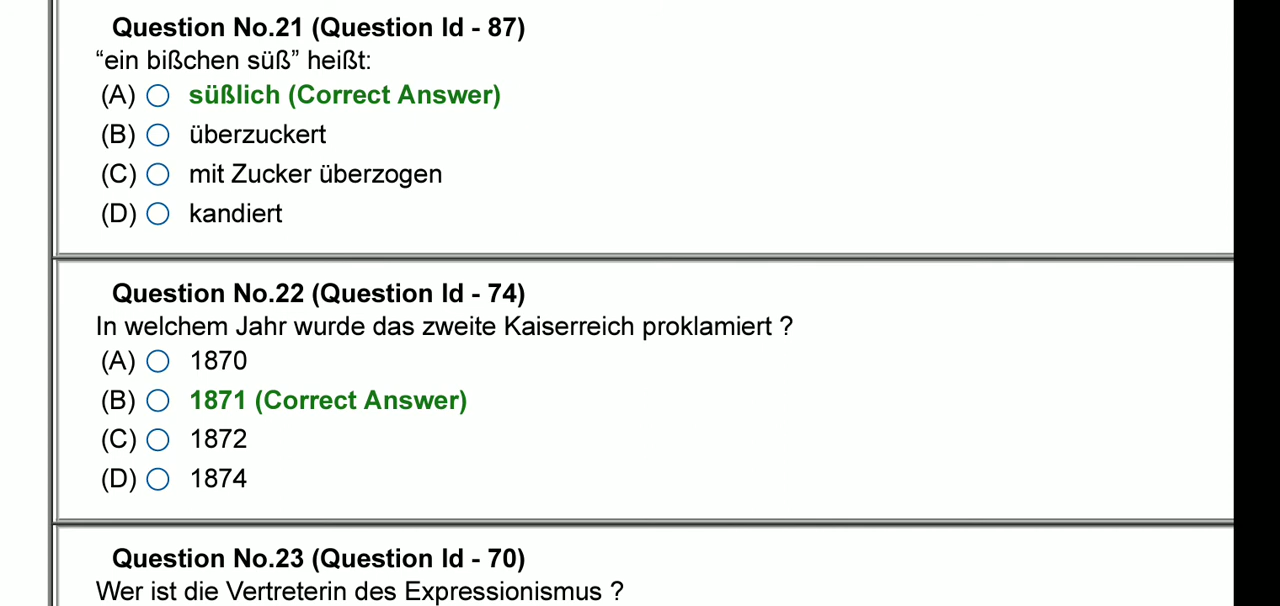 Question No.21 (Question Id - 87)
“ein bißchen süß” heißt:
(A) süßlich (Correct Answer)
(B) überzuckert
(C) mit Zucker überzogen
(D) kandiert
Question No.22 (Question Id - 74)
In welchem Jahr wurde das zweite Kaiserreich proklamiert ?
(A) 1870
(B) 1871 (Correct Answer)
(C) 1872
(D) 1874
Question No.23 (Question Id - 70)
Wer ist die Vertreterin des Expressionismus ?